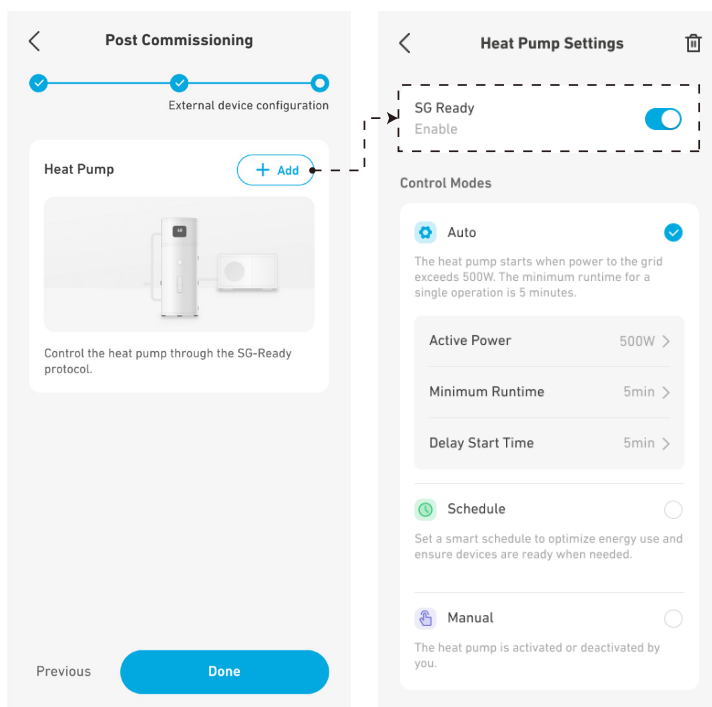 Post Commissioning
External device configuration
Heat Pump
+ Add
Control the heat pump through the SG-Ready
protocol.
Previous
Done
Heat Pump Settings
SG Ready
Enable
Control Modes
Auto
The heat pump starts when power to the grid
exceeds 500W. The minimum runtime for a
single operation is 5 minutes.
Active Power 500W
Minimum Runtime 5min
Delay Start Time 5min
Schedule
Set a smart schedule to optimize energy use and
ensure devices are ready when needed.
Manual
The heat pump is activated or deactivated by
you.